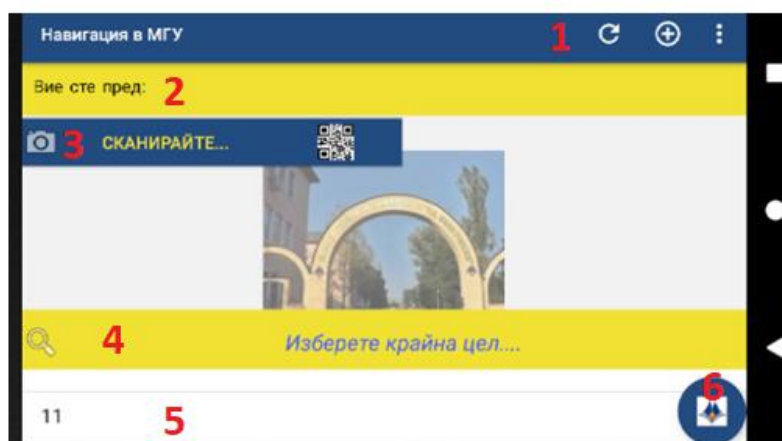 Навигация в МГУ 1
Вие сте пред: 2
3 СКАНИРАЙТЕ...
4 Изберете крайна цел....
6
11 5